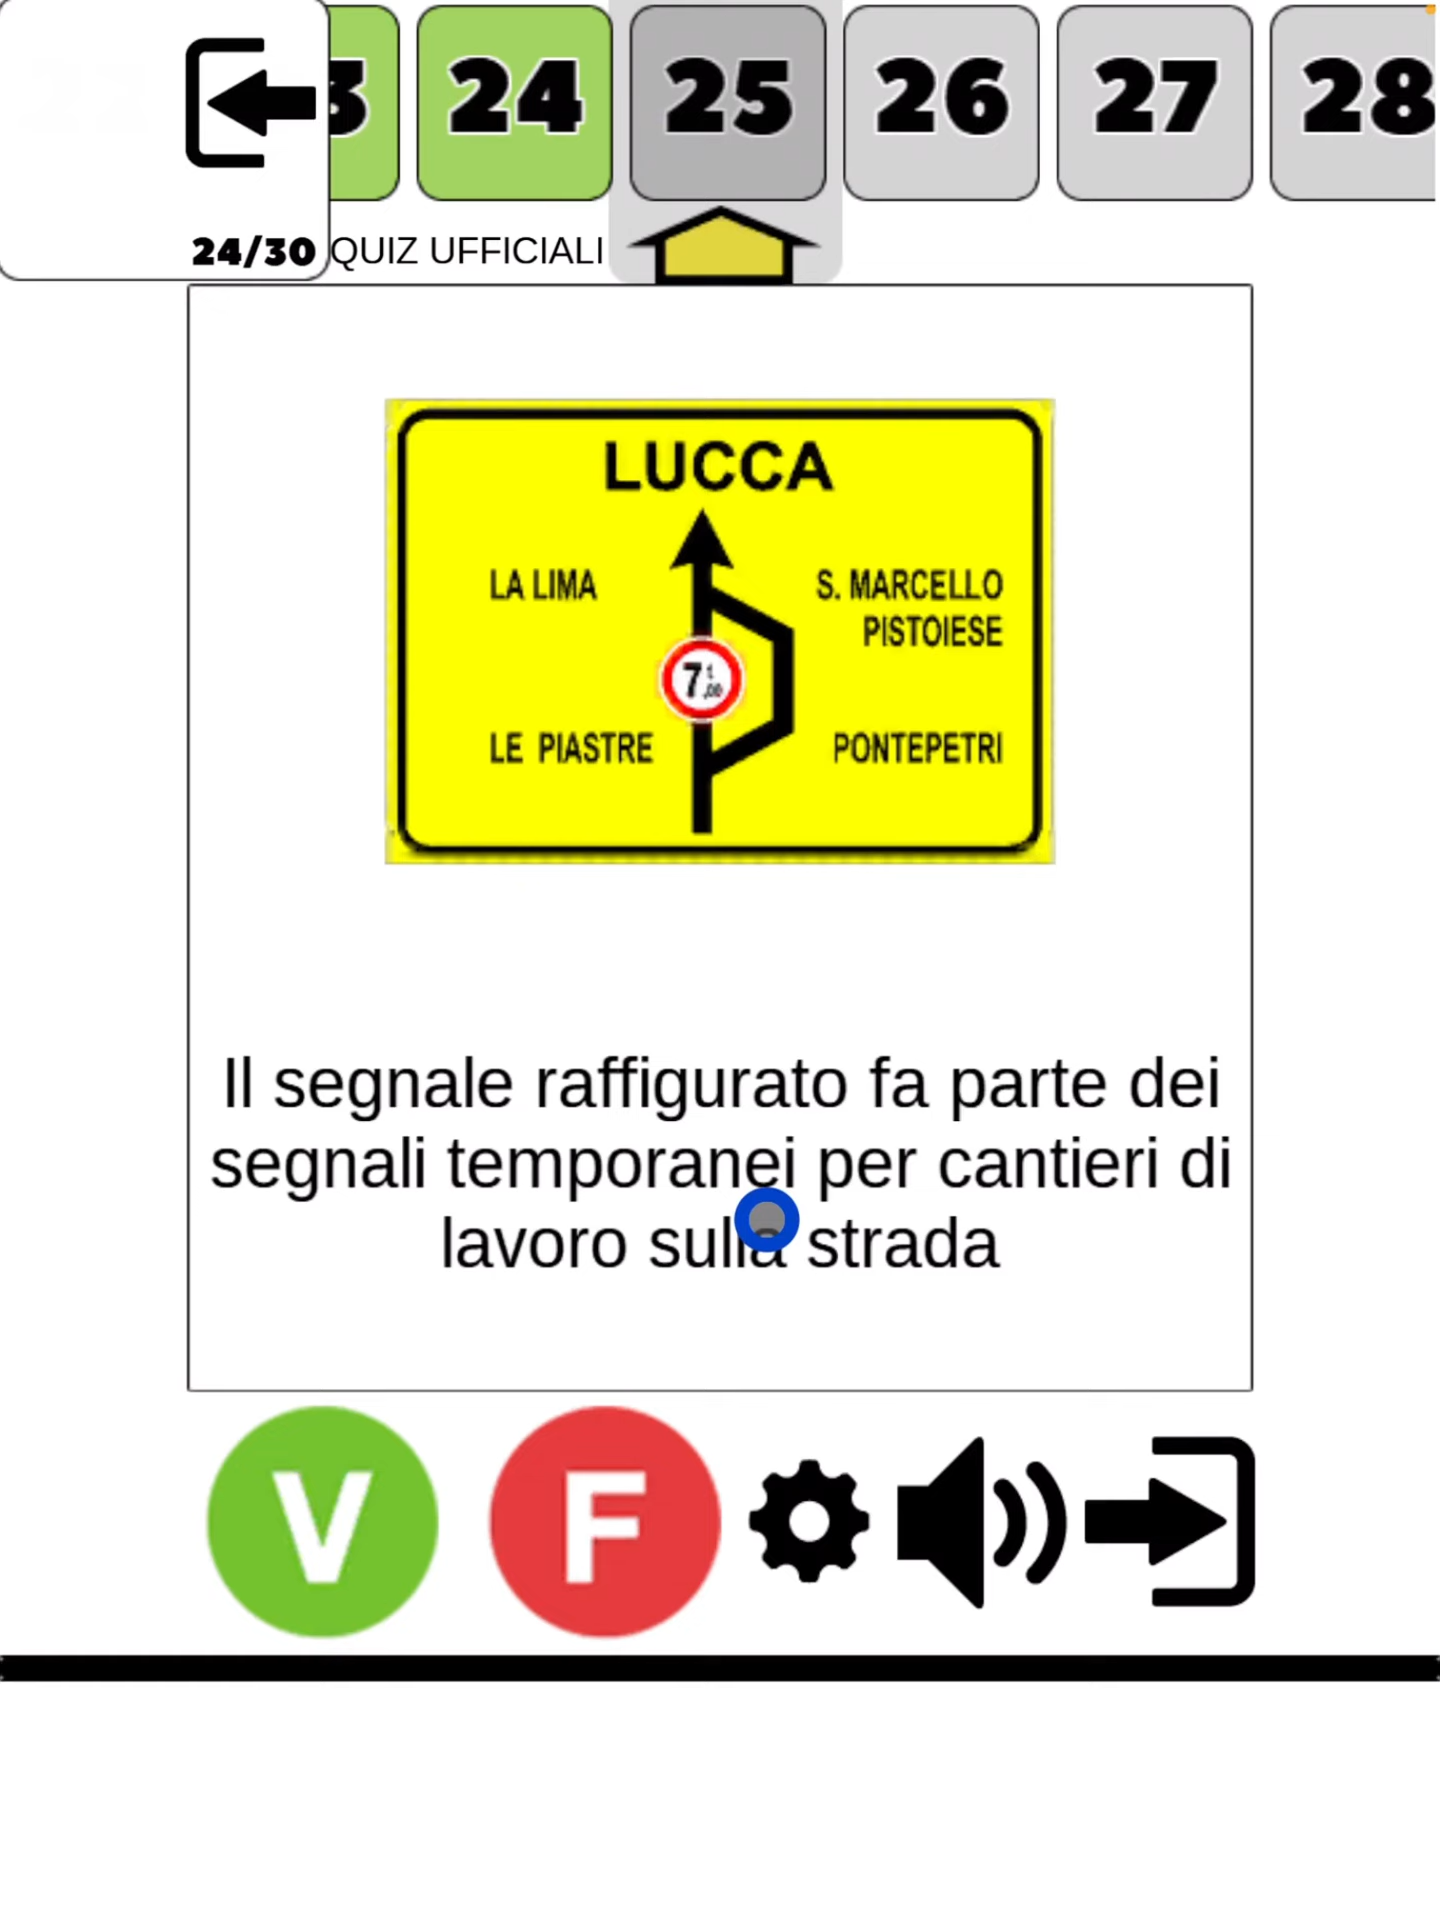 24 25 26 27 28
24/30 QUIZ UFFICIALI
LUCCA
LA LIMA S. MARCELLO
PISTOIESE
7,00 t
LE PIASTRE PONTEPETRI
Il segnale raffigurato fa parte dei
segnali temporanei per cantieri di
lavoro sulla strada
V F